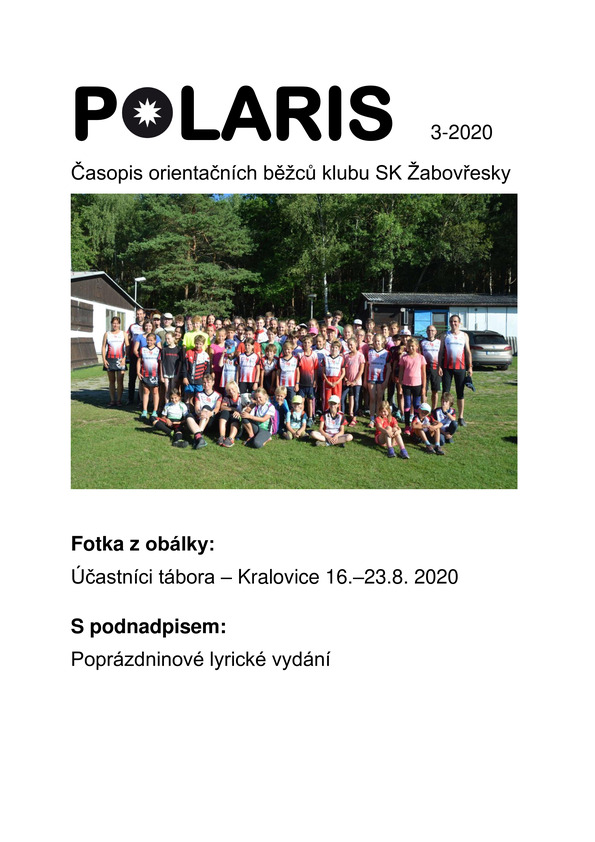 POLARIS 3-2020
Časopis orientačních běžců klubu SK Žabovřesky
Fotka z obálky:
Účastníci tábora – Kralovice 16.–23.8. 2020
S podnadpisem:
Poprázdninové lyrické vydání